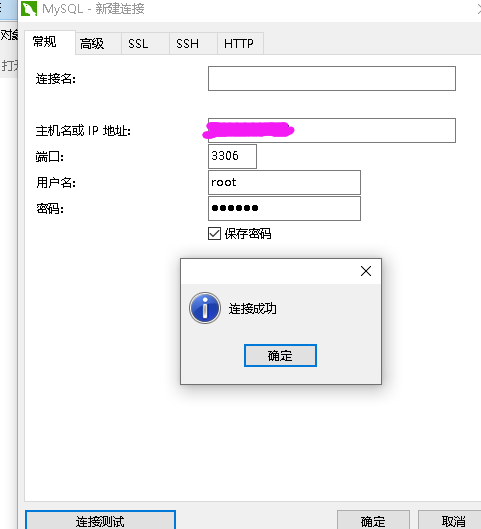 MySQL - 新建连接
对象
常规 高级 SSL SSH HTTP
打开
连接名:
主机名或 IP 地址:
端口: 3306
用户名: root
密码: ●●●●●●
保存密码
连接成功
确定
连接测试 确定 取消